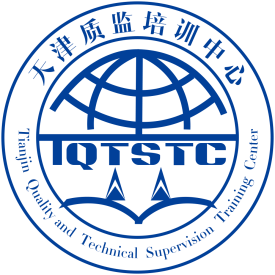 天津质监培训中心
TQTSTC
Tianjin Quality and Technical Supervision Training Center